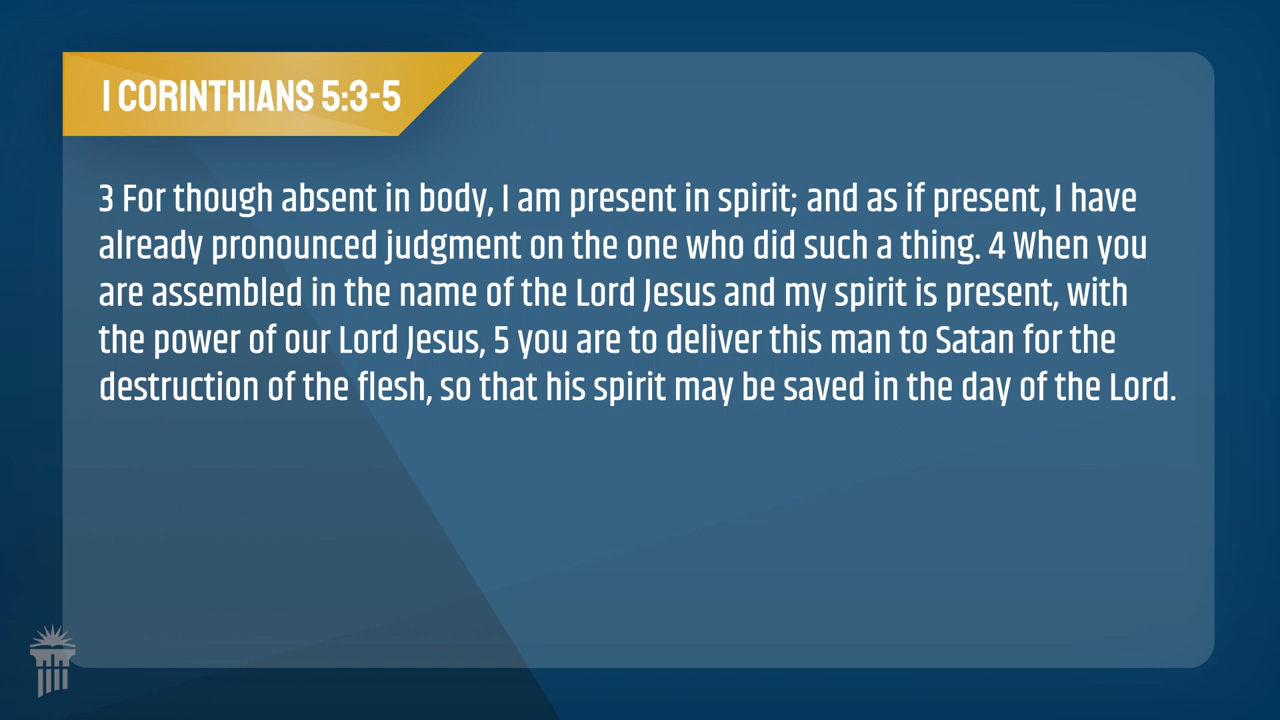 I CORINTHIANS 5:3-5
3 For though absent in body, I am present in spirit; and as if present, I have
already pronounced judgment on the one who did such a thing. 4 When you
are assembled in the name of the Lord Jesus and my spirit is present, with
the power of our Lord Jesus, 5 you are to deliver this man to Satan for the
destruction of the flesh, so that his spirit may be saved in the day of the Lord.